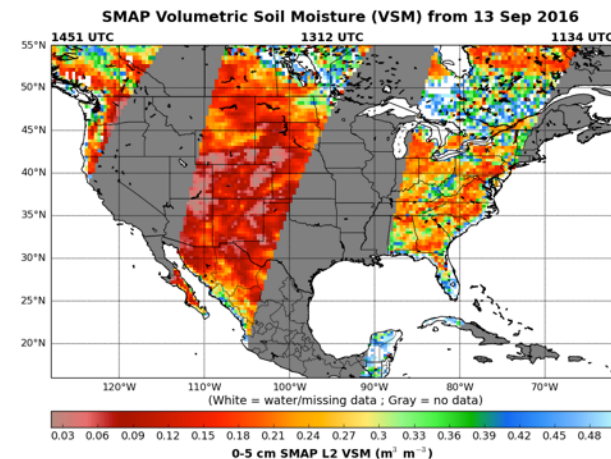 SMAP Volumetric Soil Moisture (VSM) from 13 Sep 2016
1451 UTC 1312 UTC 1134 UTC
55°N
50°N
45°N
40°N
35°N
30°N
25°N
20°N
120°W 110°W 100°W 90°W 80°W 70°W
(White = water/missing data ; Gray = no data)
0.03 0.06 0.09 0.12 0.15 0.18 0.21 0.24 0.27 0.3 0.33 0.36 0.39 0.42 0.45 0.48
0-5 cm SMAP L2 VSM (m³ m⁻³)